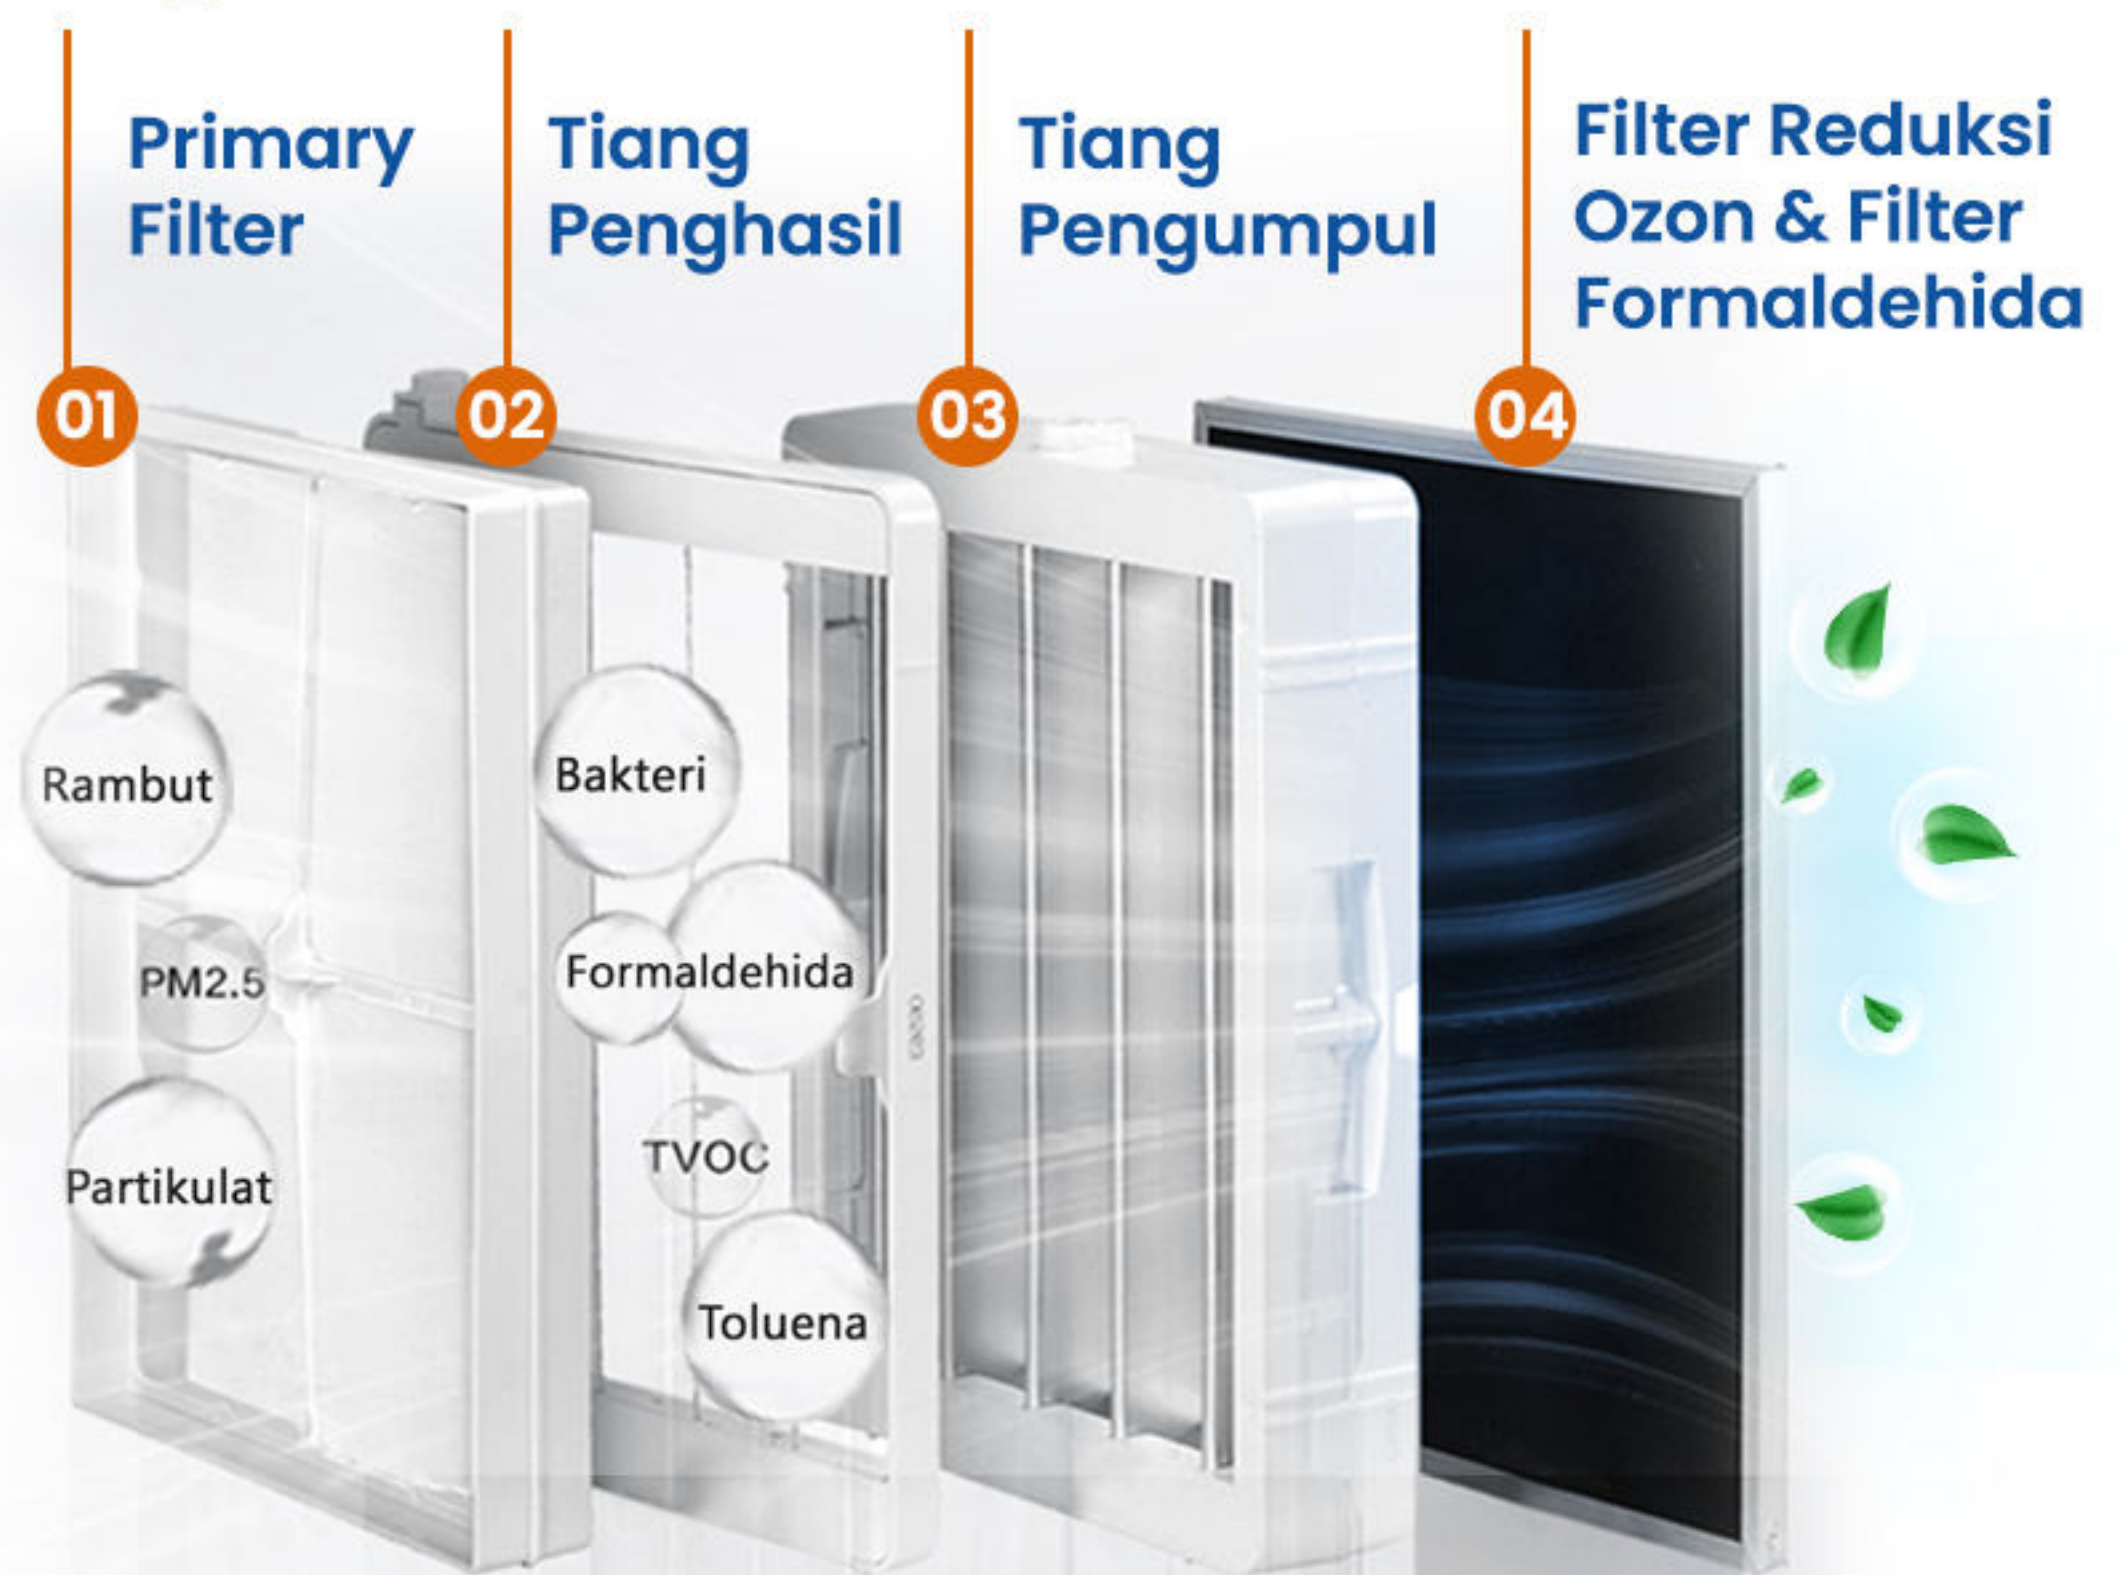 Primary
Filter
Tiang
Penghasil
Tiang
Pengumpul
Filter Reduksi
Ozon & Filter
Formaldehida
01
02
03
04
Rambut
PM2.5
Partikulat
Bakteri
Formaldehida
TVOC
Toluena